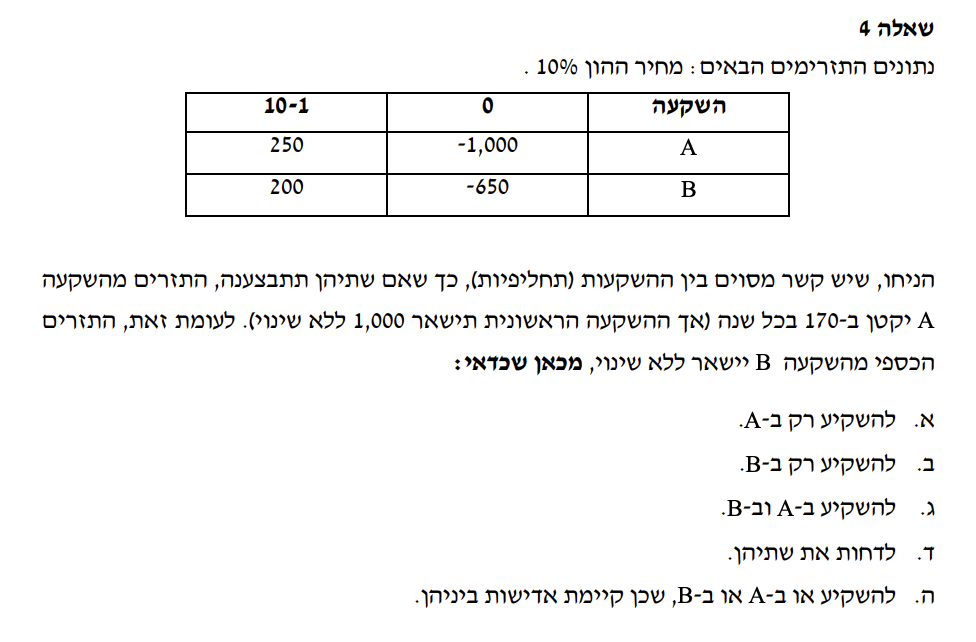 שאלה 4
נתונים התזרימים הבאים: מחיר ההון 10% .
השקעה 0 10-1
A -1,000 250
B -650 200
הניחו, שיש קשר מסוים בין ההשקעות (תחליפיות), כך שאם שתיהן תתבצענה, התזרים מהשקעה
A יקטן ב-170 בכל שנה (אך ההשקעה הראשונית תישאר 1,000 ללא שינוי). לעומת זאת, התזרים
הכספי מהשקעה B יישאר ללא שינוי, מכאן שכדאי:
א. להשקיע רק ב-A.
ב. להשקיע רק ב-B.
ג. להשקיע ב-A וב-B.
ד. לדחות את שתיהן.
ה. להשקיע או ב-A או ב-B, שכן קיימת אדישות ביניהן.